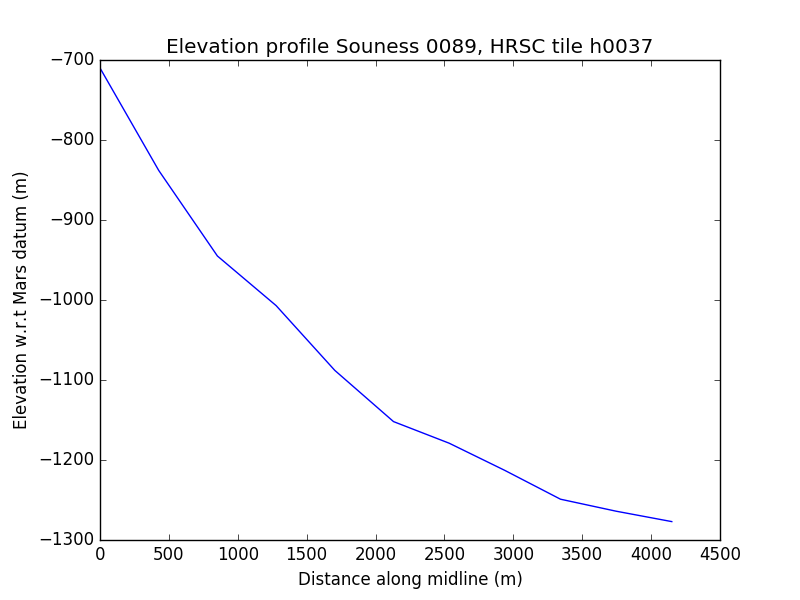 Elevation profile Souness 0089, HRSC tile h0037
Elevation w.r.t Mars datum (m)
−700
−800
−900
−1000
−1100
−1200
−1300
0 500 1000 1500 2000 2500 3000 3500 4000 4500
Distance along midline (m)